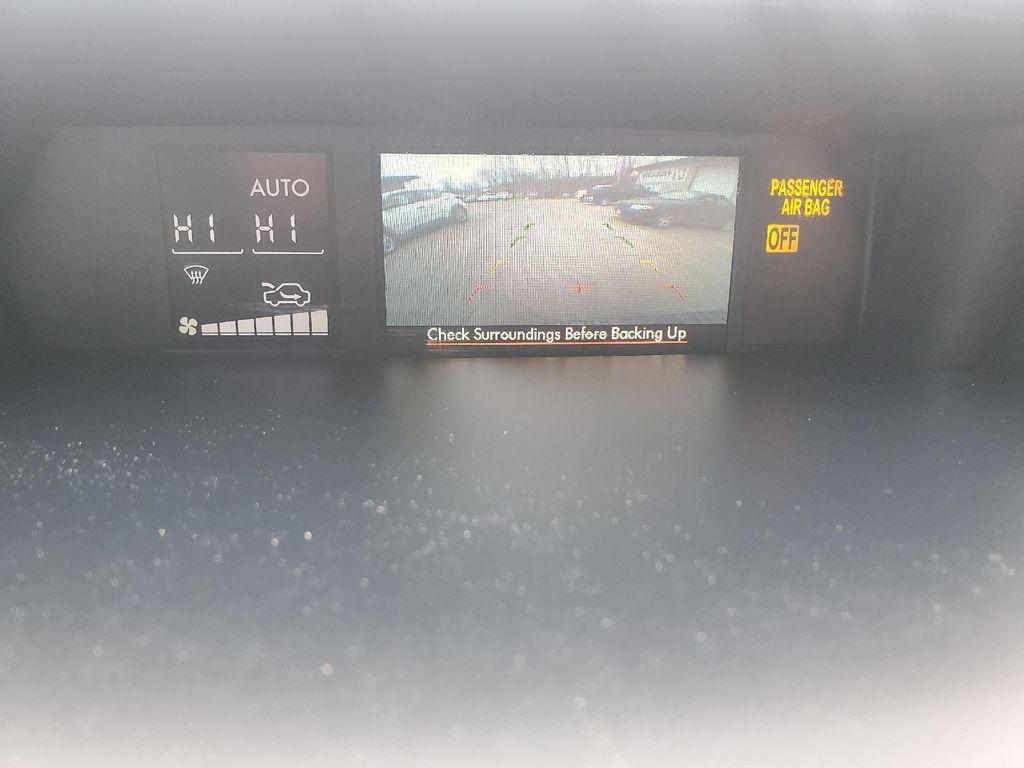 AUTO
HI HI
Check Surroundings Before Backing Up
PASSENGER
AIR BAG
OFF